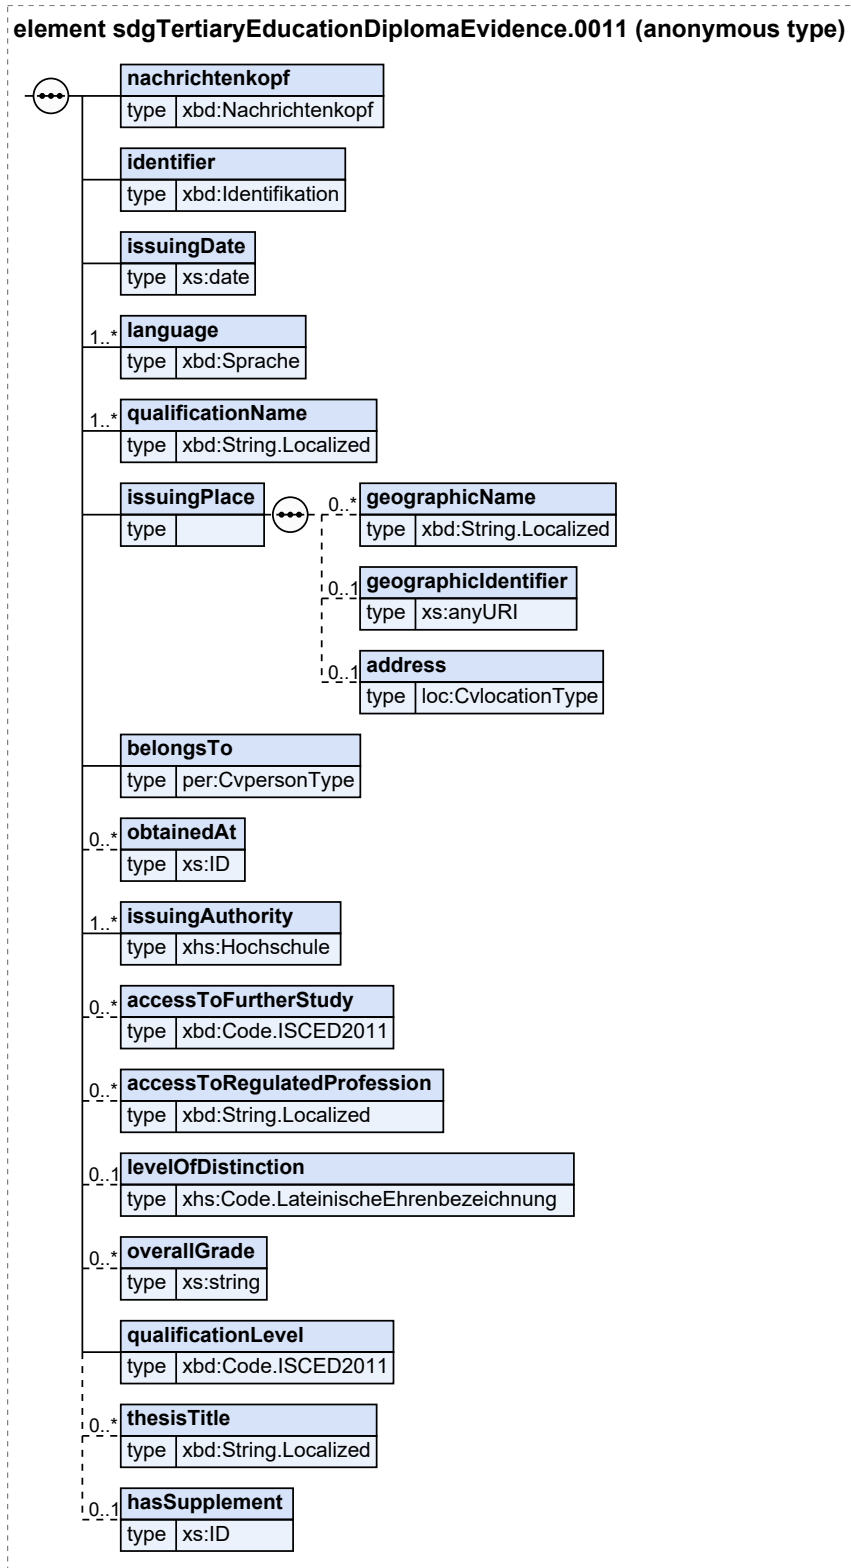 element sdgTertiaryEducationDiplomaEvidence.0011 (anonymous type)
nachrichtenkopf
type xbd:Nachrichtenkopf
identifier
type xbd:Identifikation
issuingDate
type xs:date
1..* language
type xbd:Sprache
1..* qualificationName
type xbd:String.Localized
issuingPlace
type
0..* geographicName
type xbd:String.Localized
0..1 geographicIdentifier
type xs:anyURI
0..1 address
type loc:CvlocationType
belongsTo
type per:CvpersonType
0..* obtainedAt
type xs:ID
1..* issuingAuthority
type xhs:Hochschule
0..* accessToFurtherStudy
type xbd:Code.ISCED2011
0..* accessToRegulatedProfession
type xbd:String.Localized
0..1 levelOfDistinction
type xhs:Code.LateinischeEhrenbezeichnung
0..* overallGrade
type xs:string
qualificationLevel
type xbd:Code.ISCED2011
0..* thesisTitle
type xbd:String.Localized
0..1 hasSupplement
type xs:ID